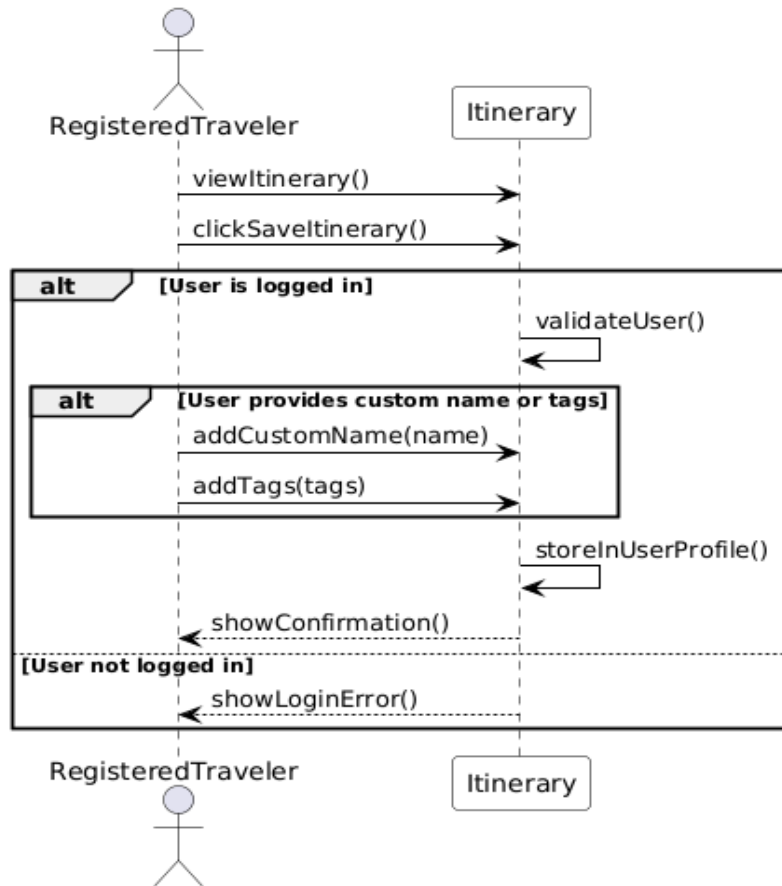 RegisteredTraveler
Itinerary
viewItinerary()
clickSaveItinerary()
alt [User is logged in]
validateUser()
alt [User provides custom name or tags]
addCustomName(name)
addTags(tags)
storeInUserProfile()
showConfirmation()
[User not logged in]
showLoginError()
RegisteredTraveler
Itinerary